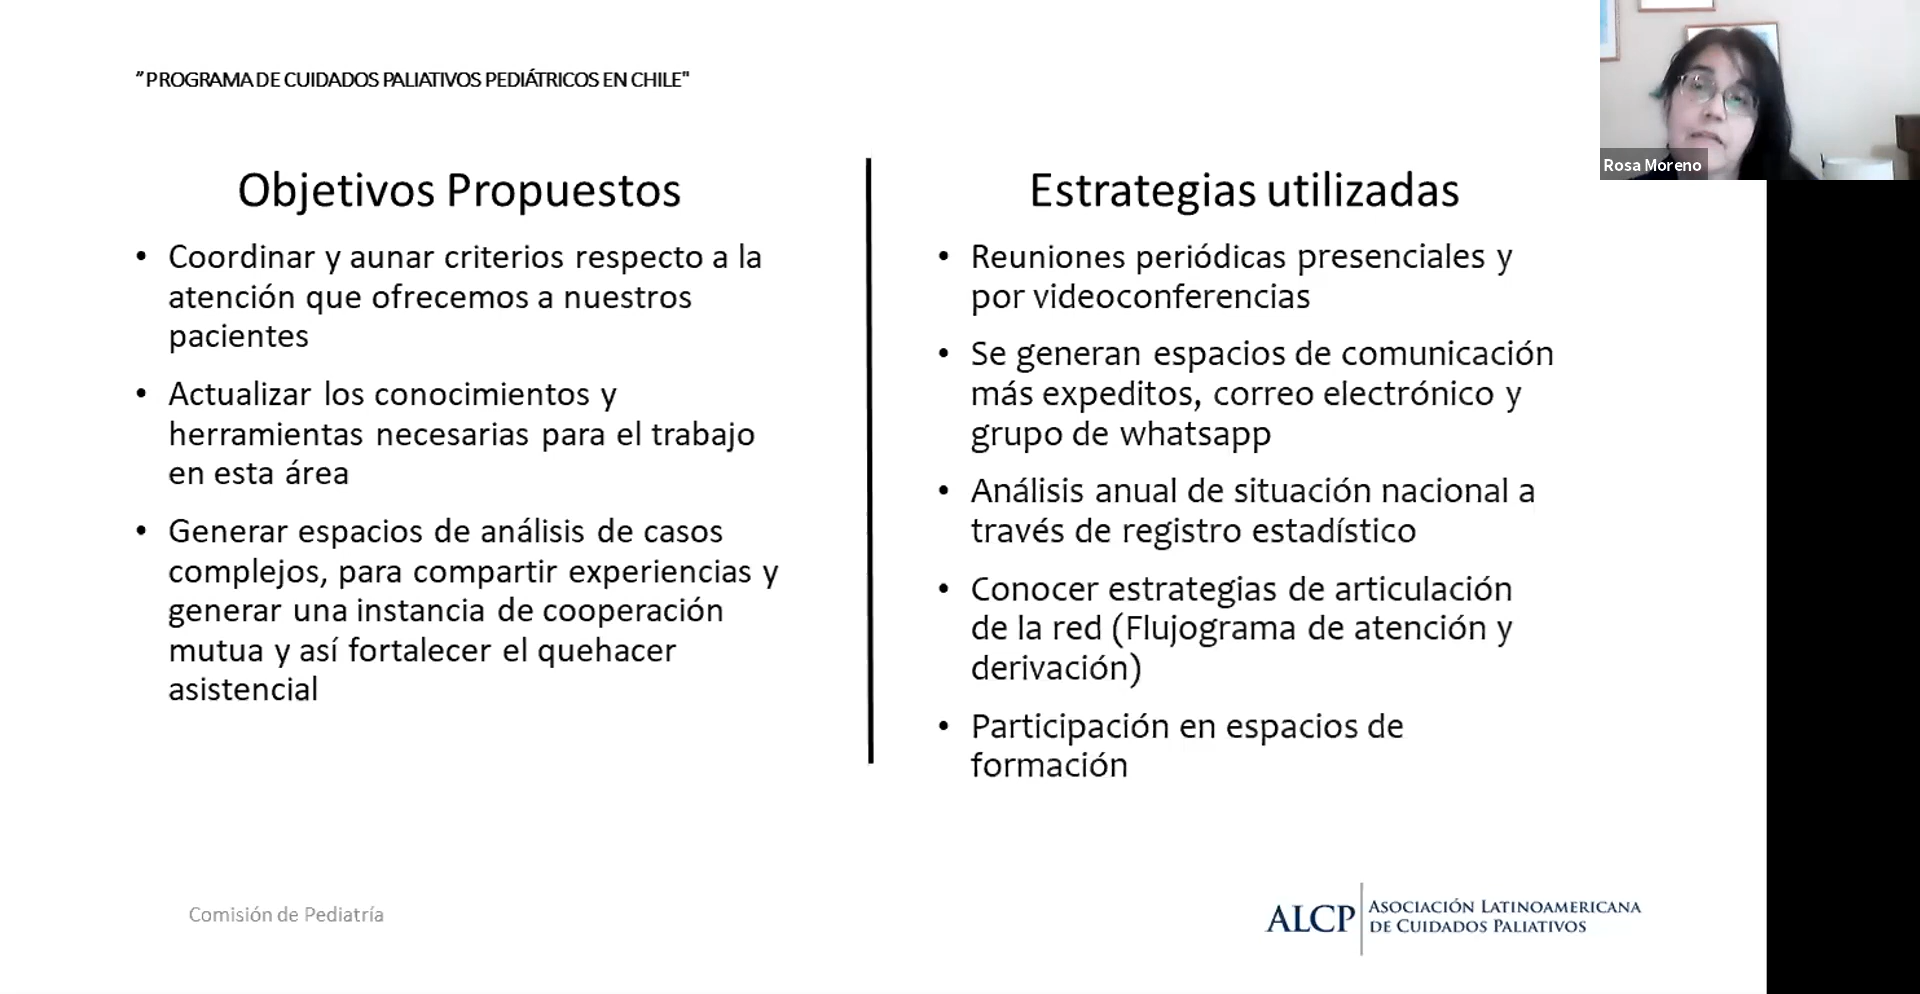 "PROGRAMA DE CUIDADOS PALIATIVOS PEDIÁTRICOS EN CHILE"
Rosa Moreno
Objetivos Propuestos
• Coordinar y aunar criterios respecto a la
atención que ofrecemos a nuestros
pacientes
• Actualizar los conocimientos y
herramientas necesarias para el trabajo
en esta área
• Generar espacios de análisis de casos
complejos, para compartir experiencias y
generar una instancia de cooperación
mutua y así fortalecer el quehacer
asistencial
Estrategias utilizadas
• Reuniones periódicas presenciales y
por videoconferencias
• Se generan espacios de comunicación
más expeditos, correo electrónico y
grupo de whatsapp
• Análisis anual de situación nacional a
través de registro estadístico
• Conocer estrategias de articulación
de la red (Flujograma de atención y
derivación)
• Participación en espacios de
formación
Comisión de Pediatría
ALCP
ASOCIACIÓN LATINOAMERICANA
DE CUIDADOS PALIATIVOS